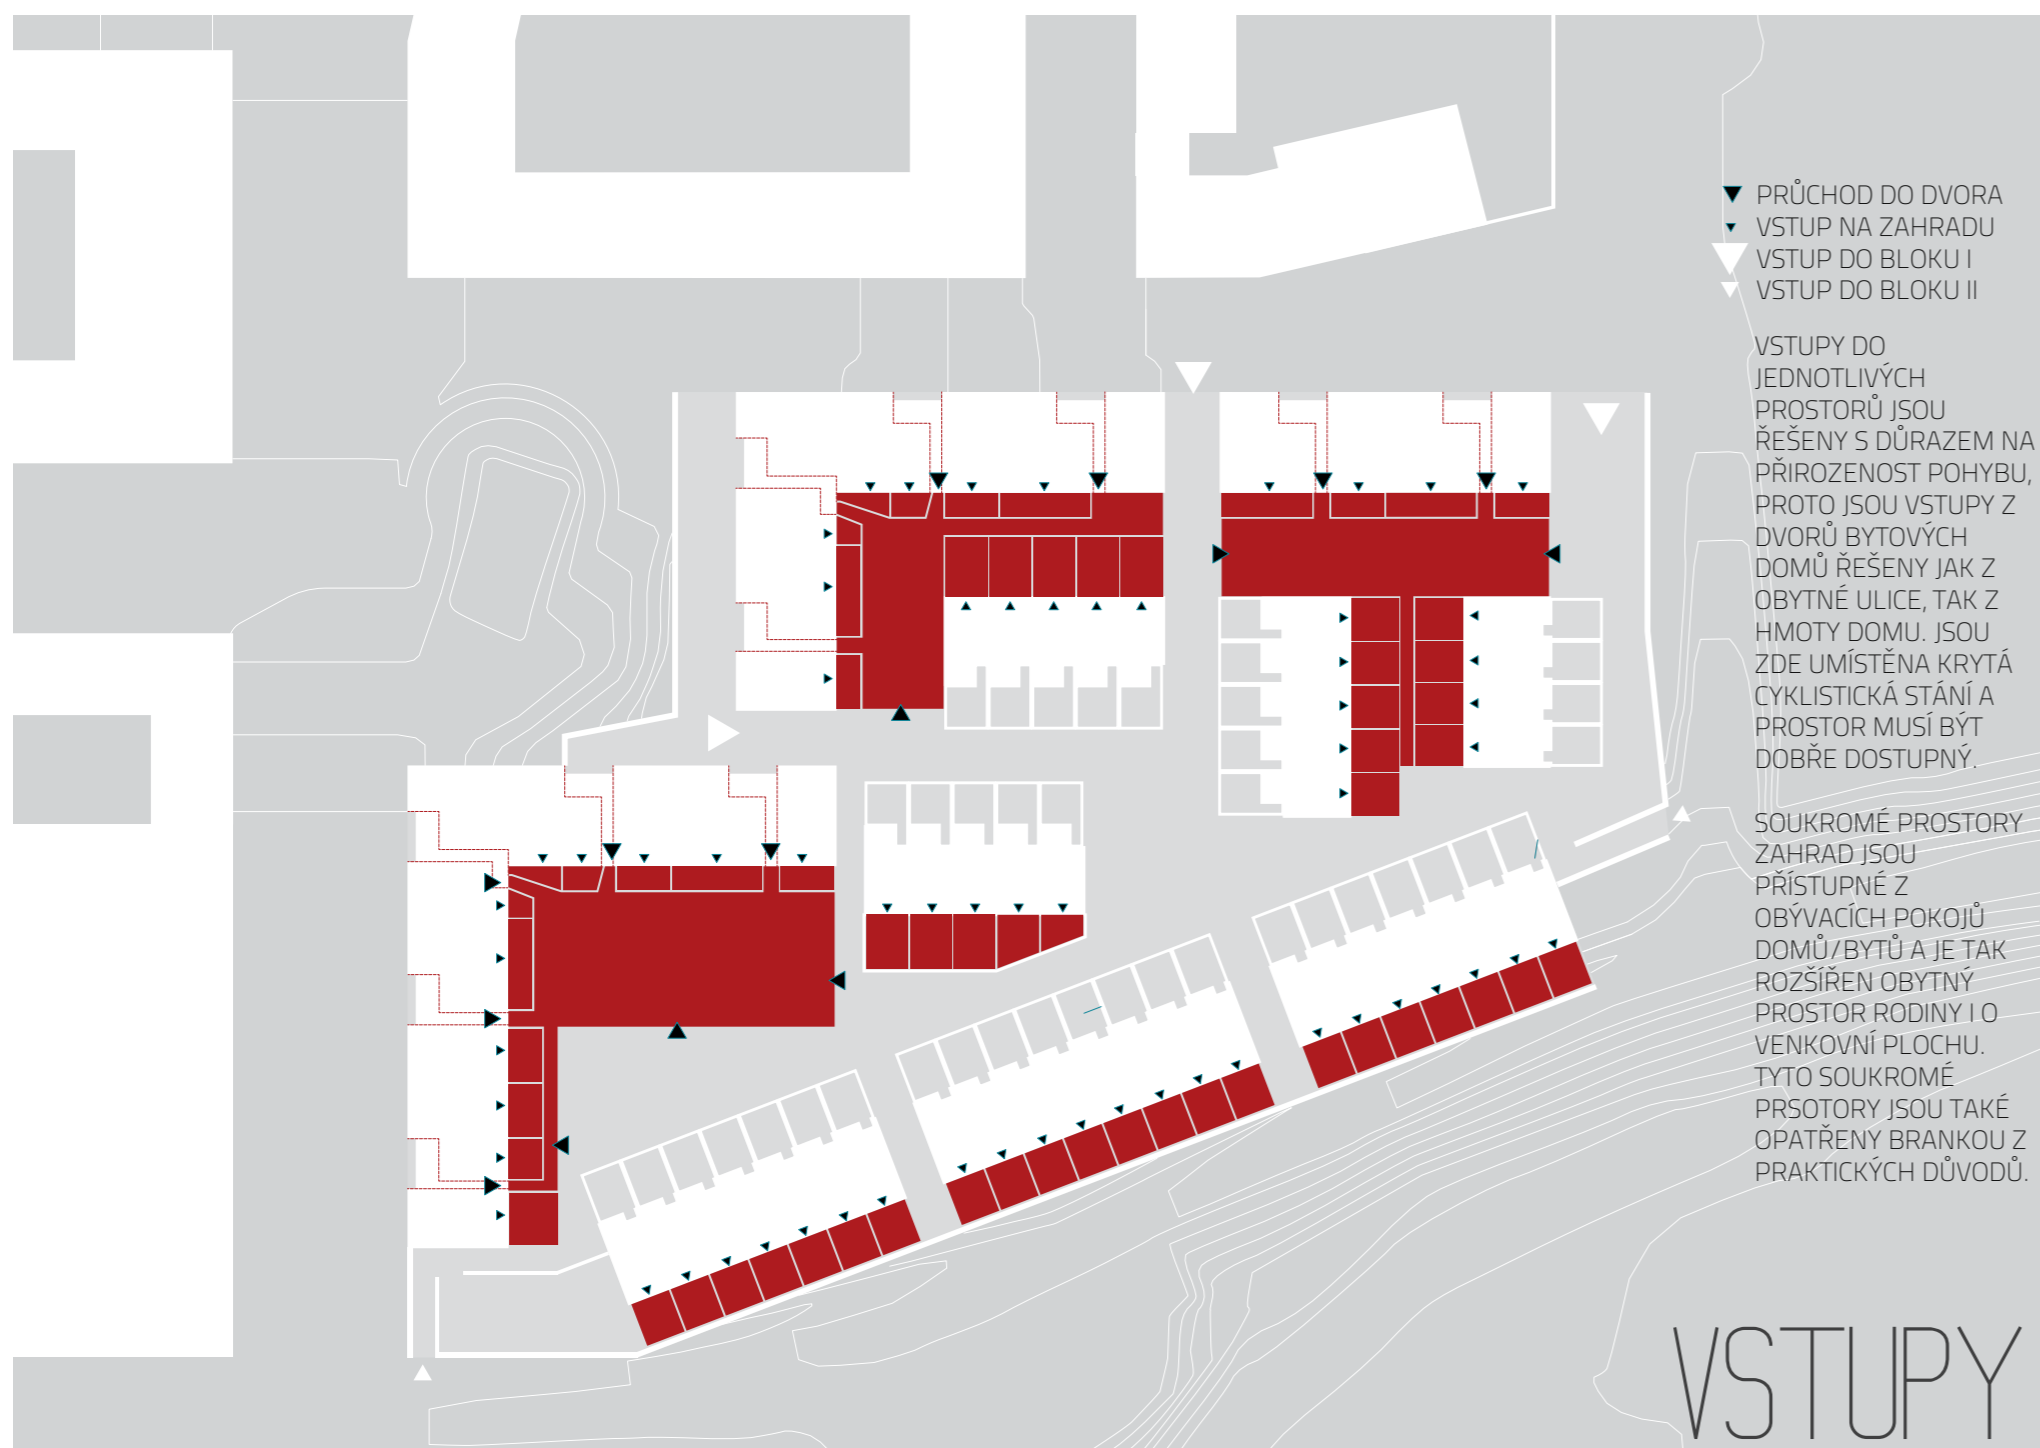 PRŮCHOD DO DVORA
VSTUP NA ZAHRADU
VSTUP DO BLOKU I
VSTUP DO BLOKU II
VSTUPY DO
JEDNOTLIVÝCH
PROSTORŮ JSOU
ŘEŠENY S DŮRAZEM NA
PŘIROZENOST POHYBU,
PROTO JSOU VSTUPY Z
DVORŮ BYTOVÝCH
DOMŮ ŘEŠENY JAK Z
OBYTNÉ ULICE, TAK Z
HMOTY DOMU. JSOU
ZDE UMÍSTĚNA KRYTÁ
CYKLISTICKÁ STÁNÍ A
PROSTOR MUSÍ BÝT
DOBŘE DOSTUPNÝ.
SOUKROMÉ PROSTORY
ZAHRAD JSOU
PŘÍSTUPNÉ Z
OBÝVACÍCH POKOJŮ
DOMŮ/BYTŮ A JE TAK
ROZŠÍŘEN OBYTNÝ
PROSTOR RODINY I O
VENKOVNÍ PLOCHU.
TYTO SOUKROMÉ
PRSOTORY JSOU TAKÉ
OPATŘENY BRANKOU Z
PRAKTICKÝCH DŮVODŮ.
VSTUPY